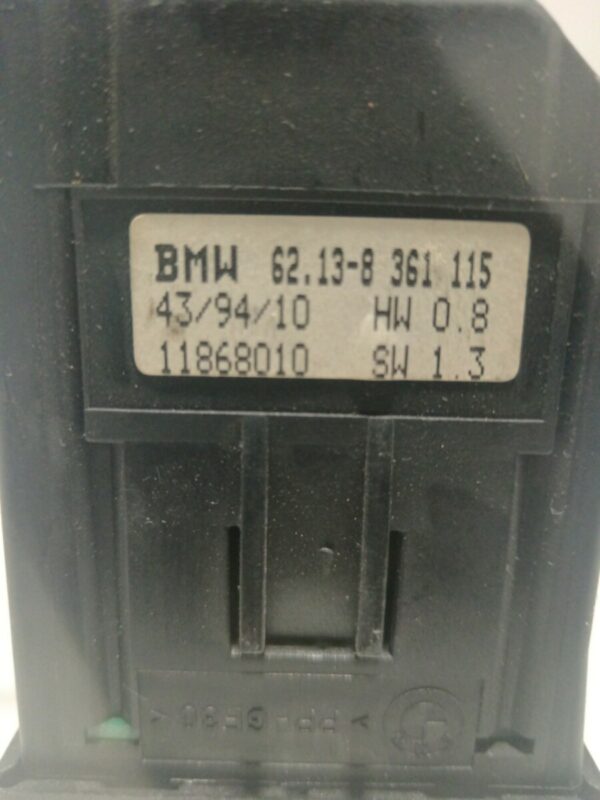 BMW 62.13-8 361 115
43/94/10 HW 0.8
11868010 SW 1.3